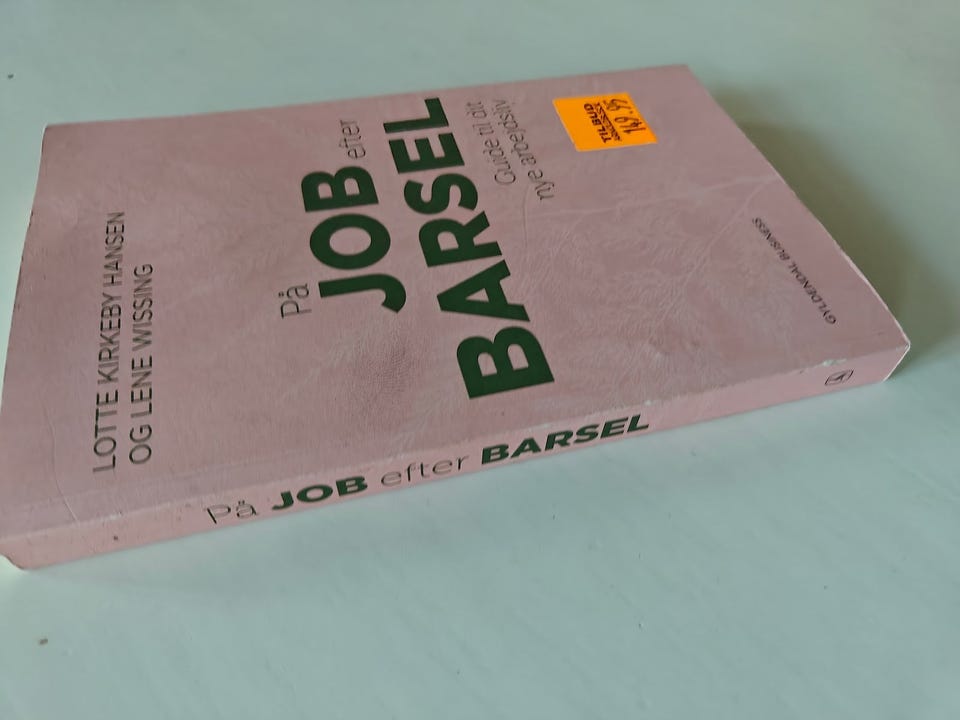 LOTTE KIRKEBY HANSEN
OG LENE WISSING
På
JOB efter
BARSEL
Guide til dit
nye arbejdsliv
TILBUD
149.95
GYLDENDAL BUSINESS
På JOB efter BARSEL